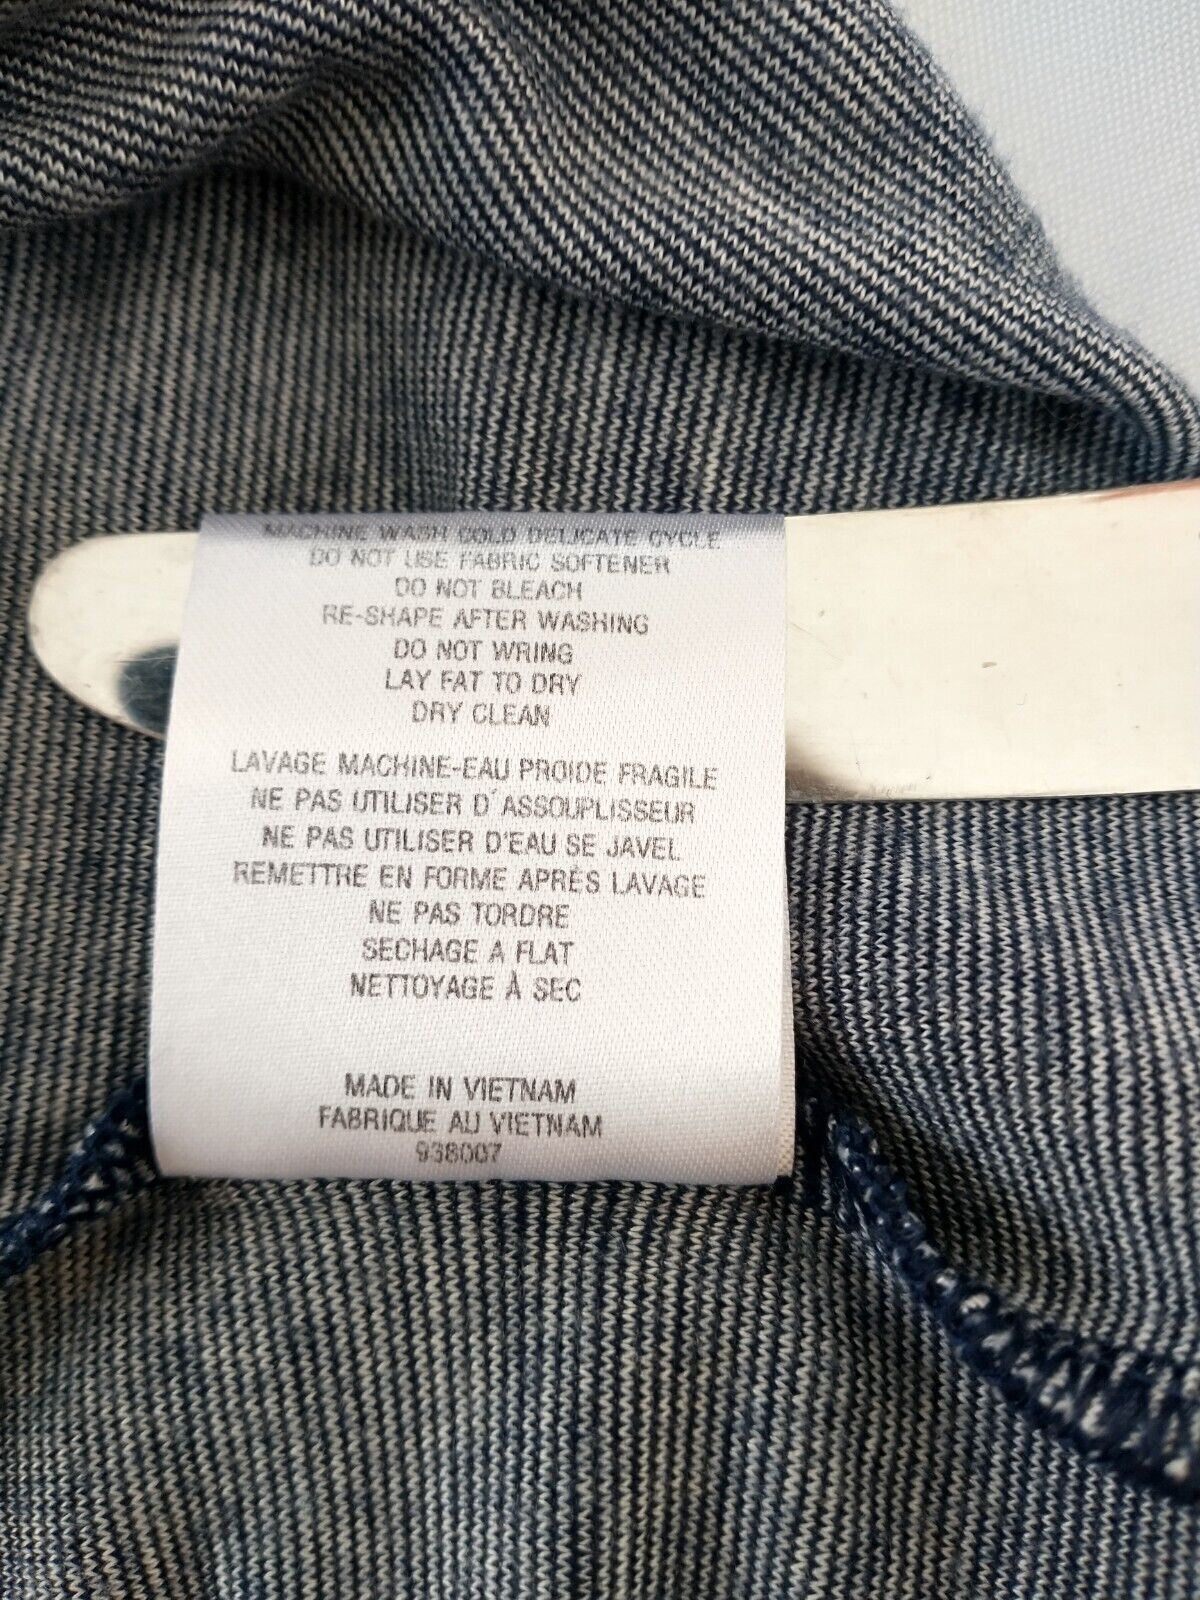 MACHINE WASH COLD DELICATE CYCLE
DO NOT USE FABRIC SOFTENER
DO NOT BLEACH
RE-SHAPE AFTER WASHING
DO NOT WRING
LAY FAT TO DRY
DRY CLEAN
LAVAGE MACHINE-EAU PROIDE FRAGILE
NE PAS UTILISER D'ASSOUPLISSEUR
NE PAS UTILISER D'EAU SE JAVEL
REMETTRE EN FORME APRÈS LAVAGE
NE PAS TORDRE
SECHAGE A FLAT
NETTOYAGE À SEC
MADE IN VIETNAM
FABRIQUE AU VIETNAM
938007